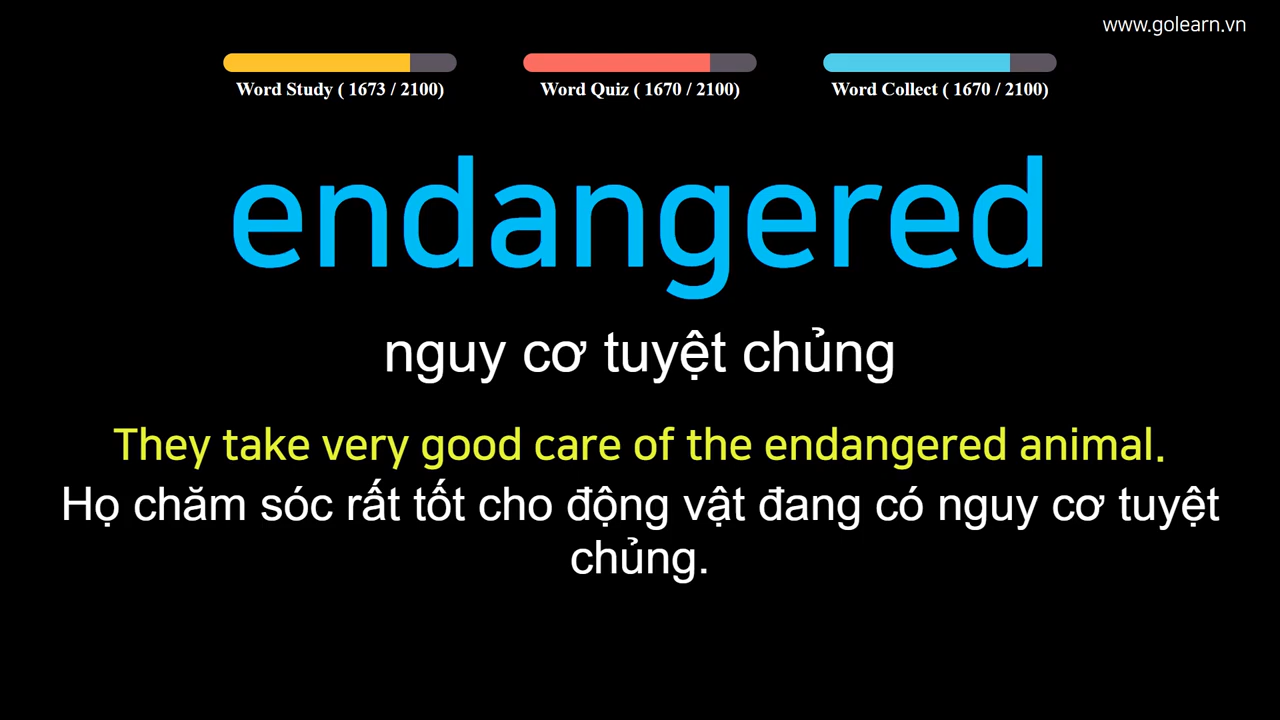 www.golearn.vn
Word Study ( 1673 / 2100)
Word Quiz ( 1670 / 2100)
Word Collect ( 1670 / 2100)
endangered
nguy cơ tuyệt chủng
They take very good care of the endangered animal.
Họ chăm sóc rất tốt cho động vật đang có nguy cơ tuyệt
chủng.